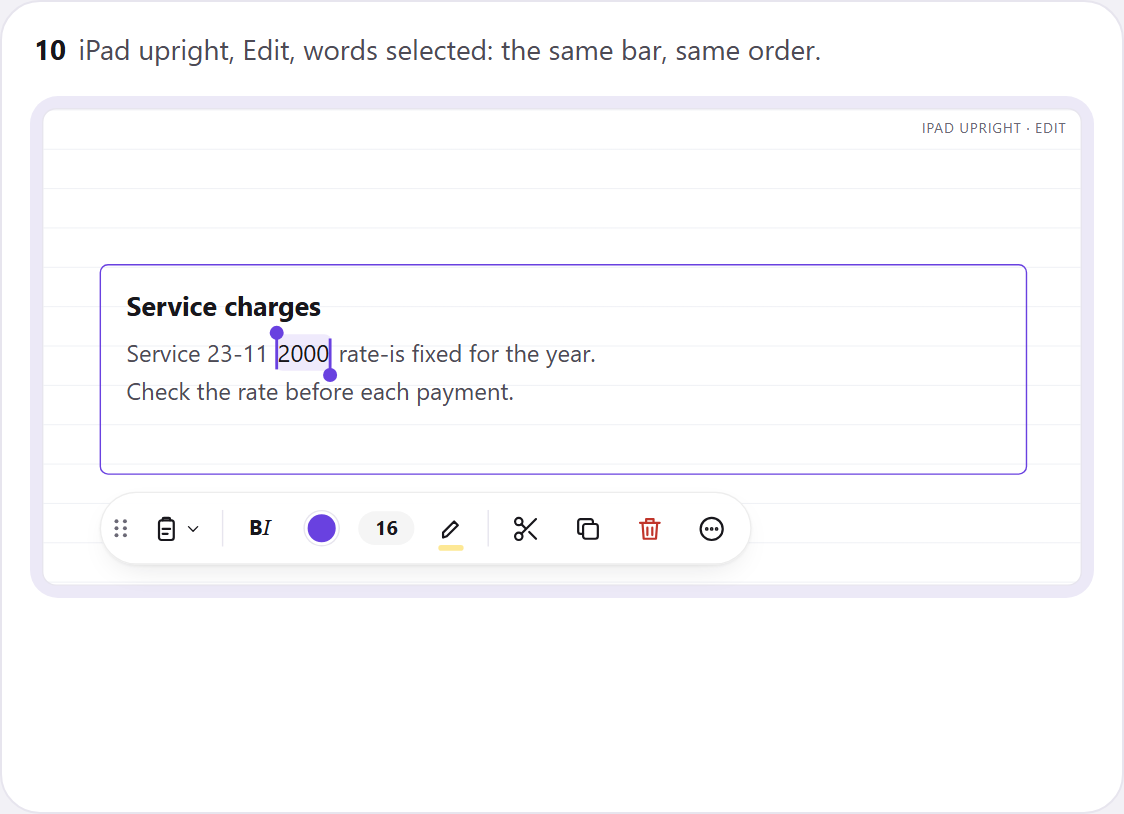 10 iPad upright, Edit, words selected: the same bar, same order.
IPAD UPRIGHT · EDIT
Service charges
Service 23-11 2000 rate-is fixed for the year.
Check the rate before each payment.
BI 16